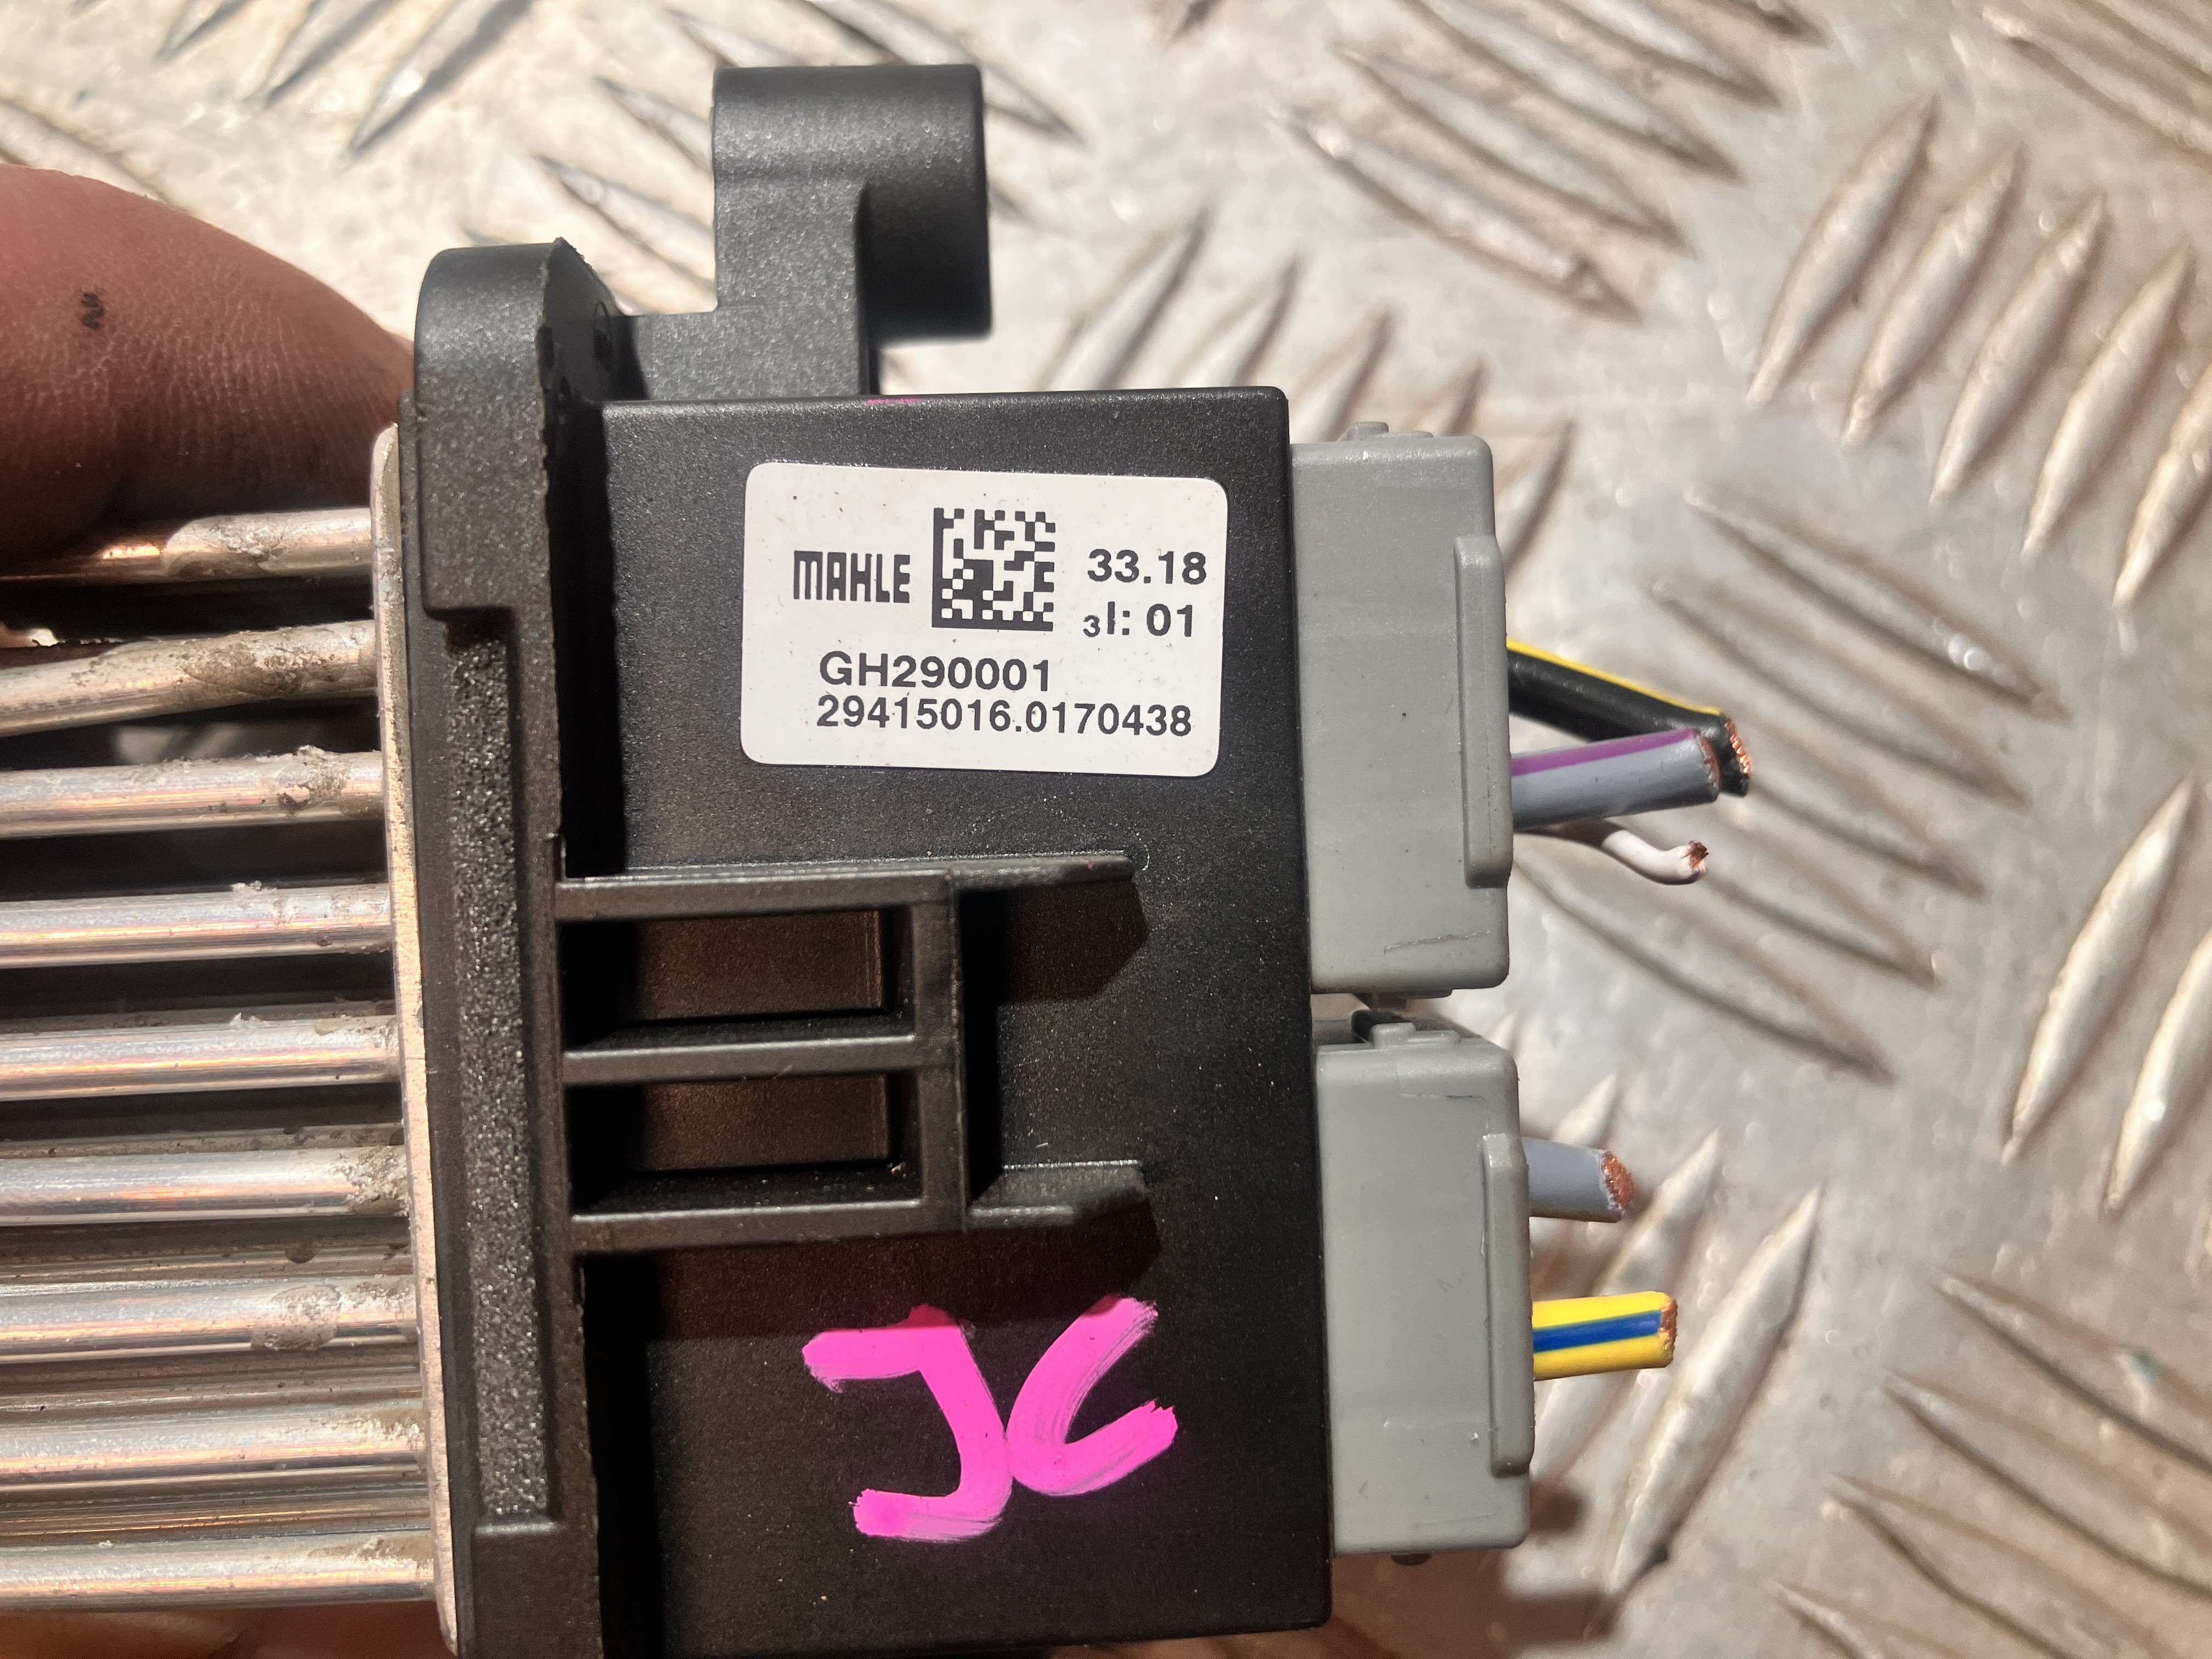 MAHLE
33.18
₃I: 01
GH290001
29415016.0170438
JC